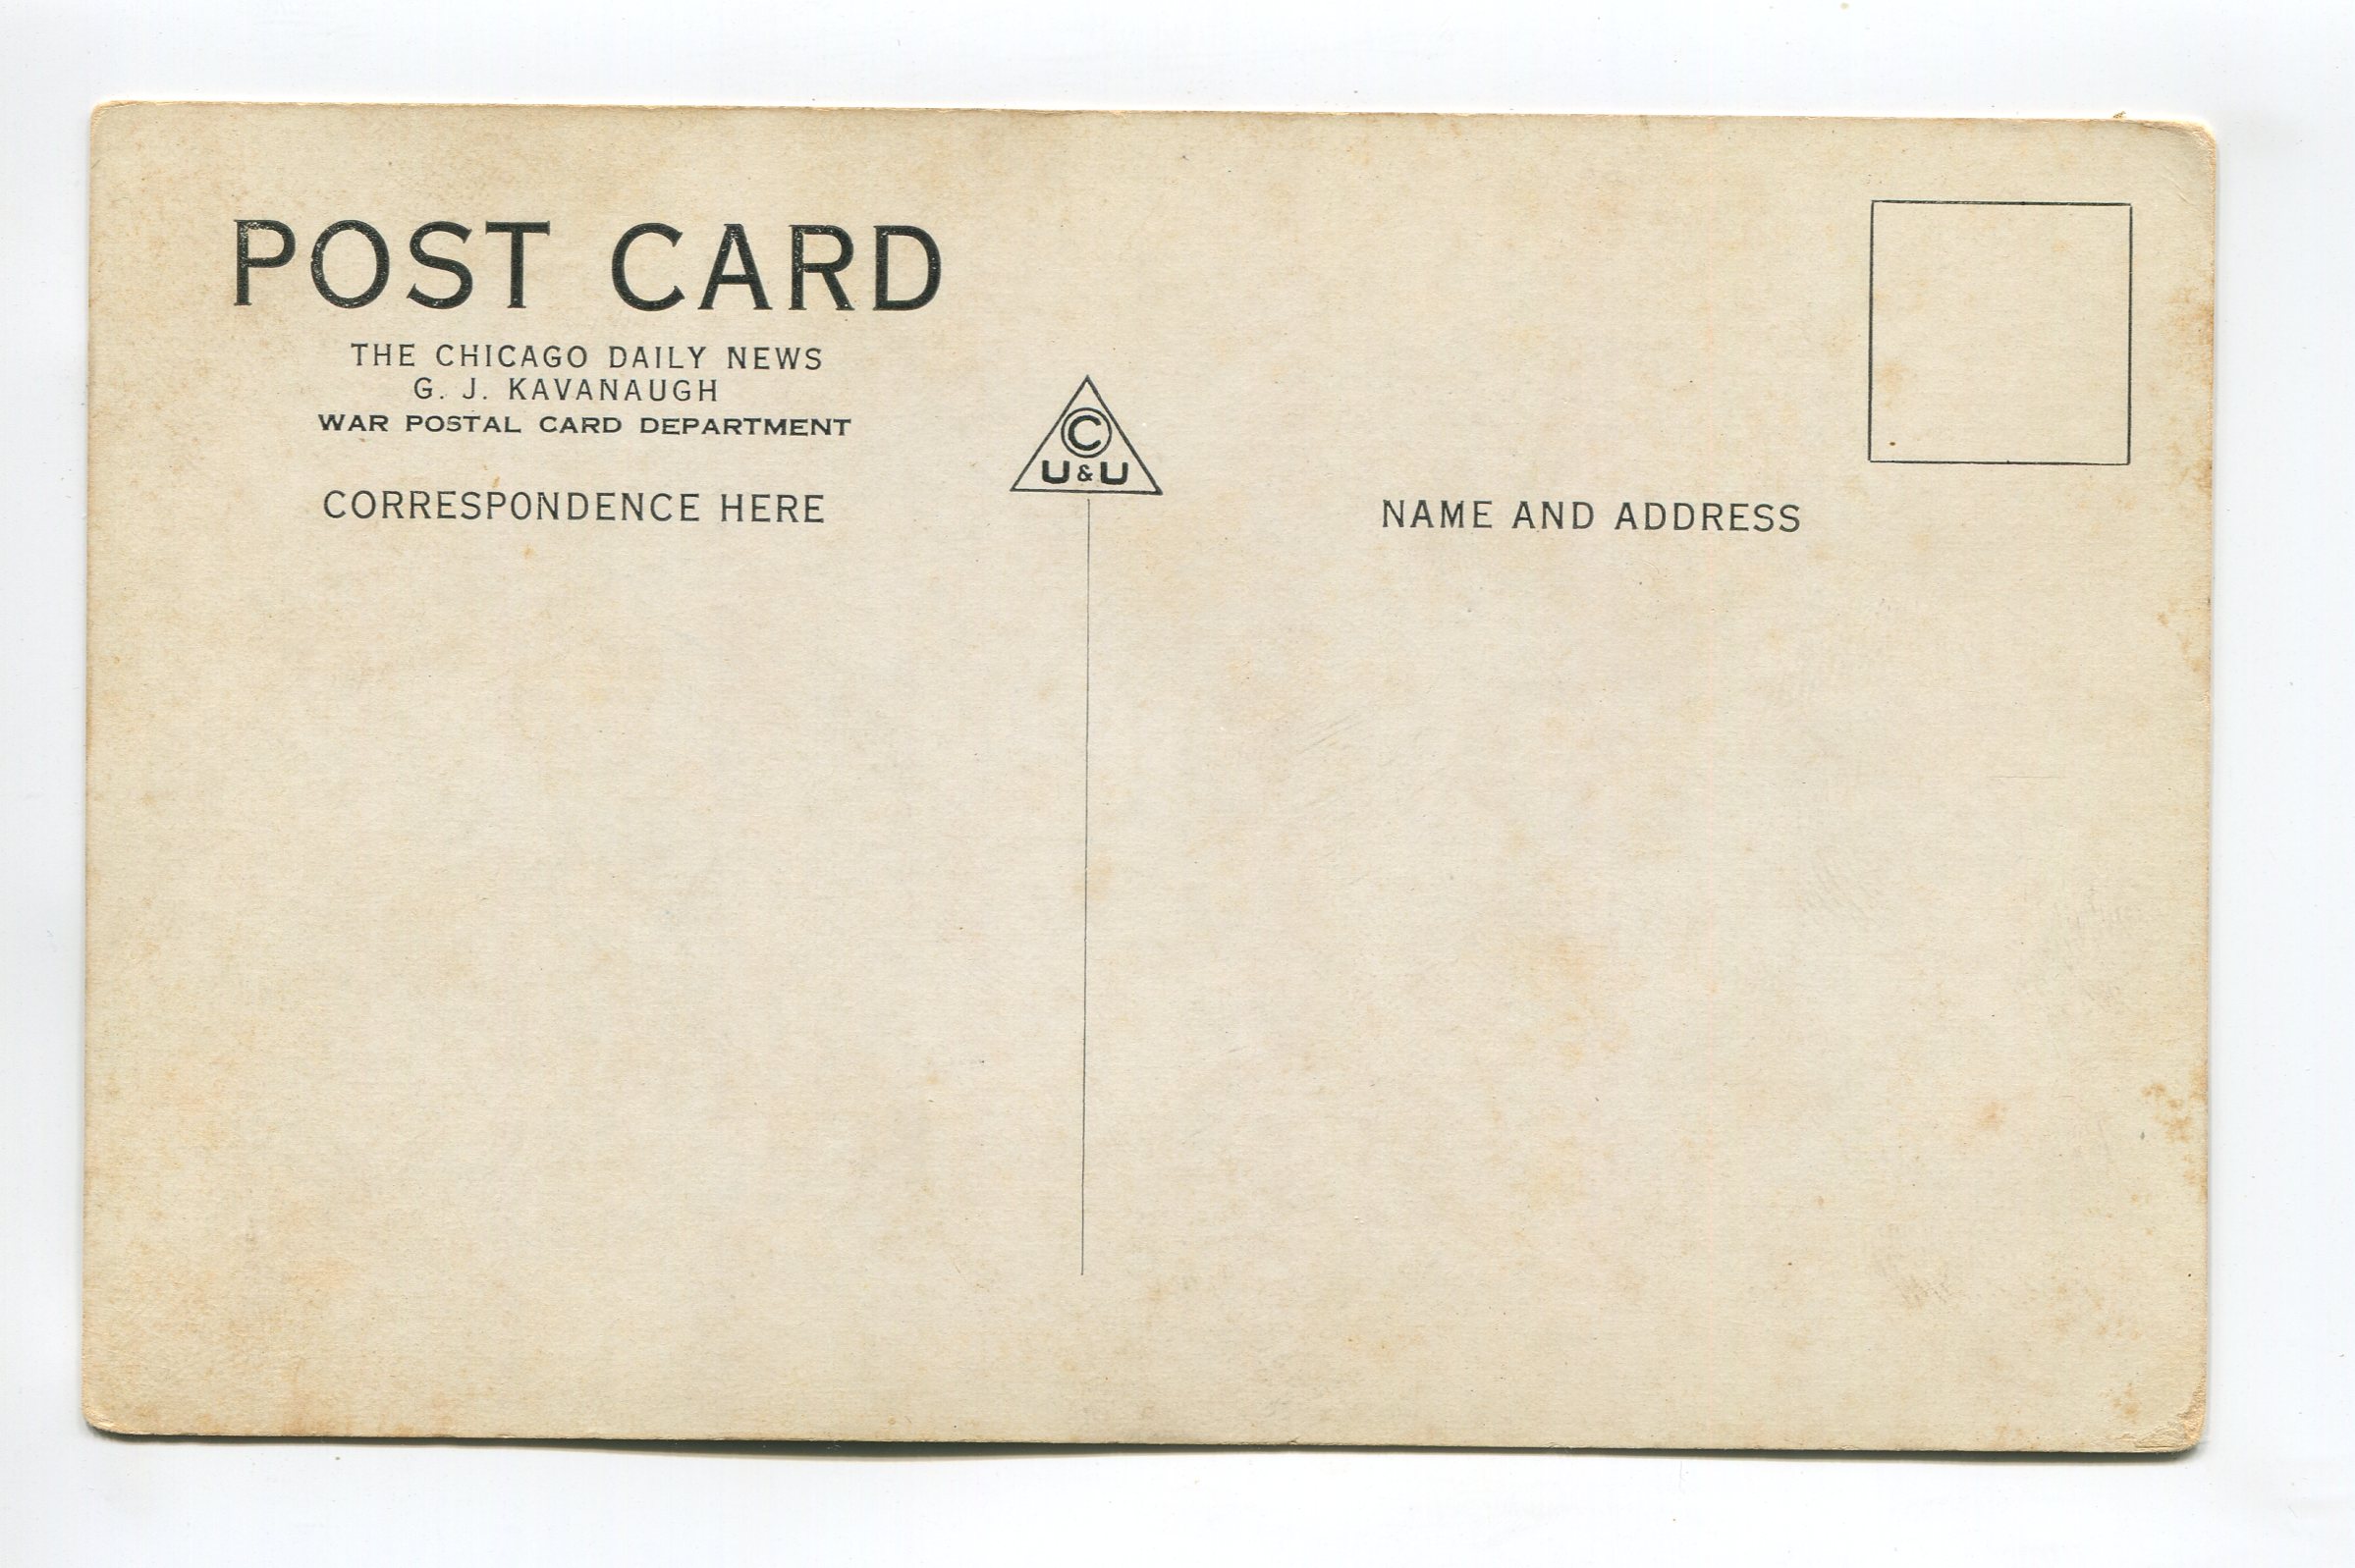 POST CARD
THE CHICAGO DAILY NEWS
G. J. KAVANAUGH
WAR POSTAL CARD DEPARTMENT
CORRESPONDENCE HERE
©
U & U
NAME AND ADDRESS